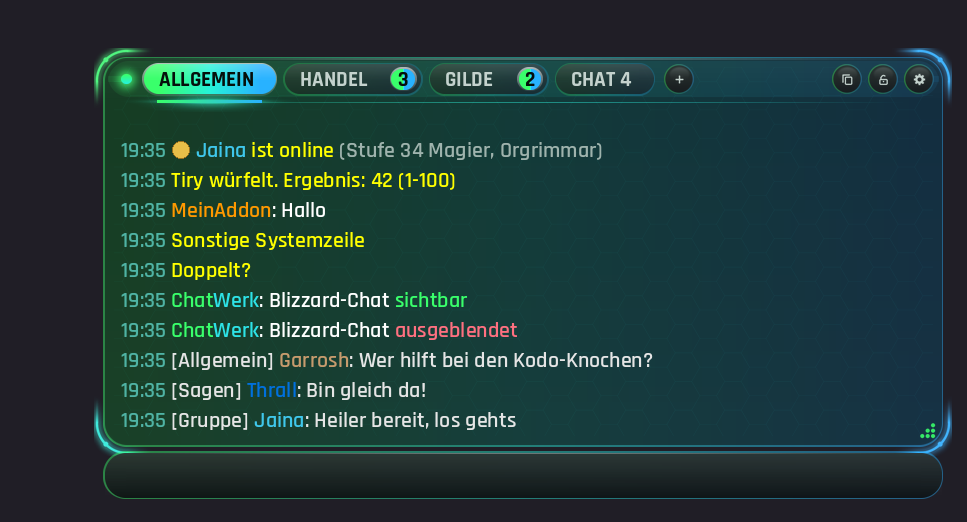 ALLGEMEIN HANDEL 3 GILDE 2 CHAT 4 +
19:35 Jaina ist online (Stufe 34 Magier, Orgrimmar)
19:35 Tiry würfelt. Ergebnis: 42 (1-100)
19:35 MeinAddon: Hallo
19:35 Sonstige Systemzeile
19:35 Doppelt?
19:35 ChatWerk: Blizzard-Chat sichtbar
19:35 ChatWerk: Blizzard-Chat ausgeblendet
19:35 [Allgemein] Garrosh: Wer hilft bei den Kodo-Knochen?
19:35 [Sagen] Thrall: Bin gleich da!
19:35 [Gruppe] Jaina: Heiler bereit, los gehts